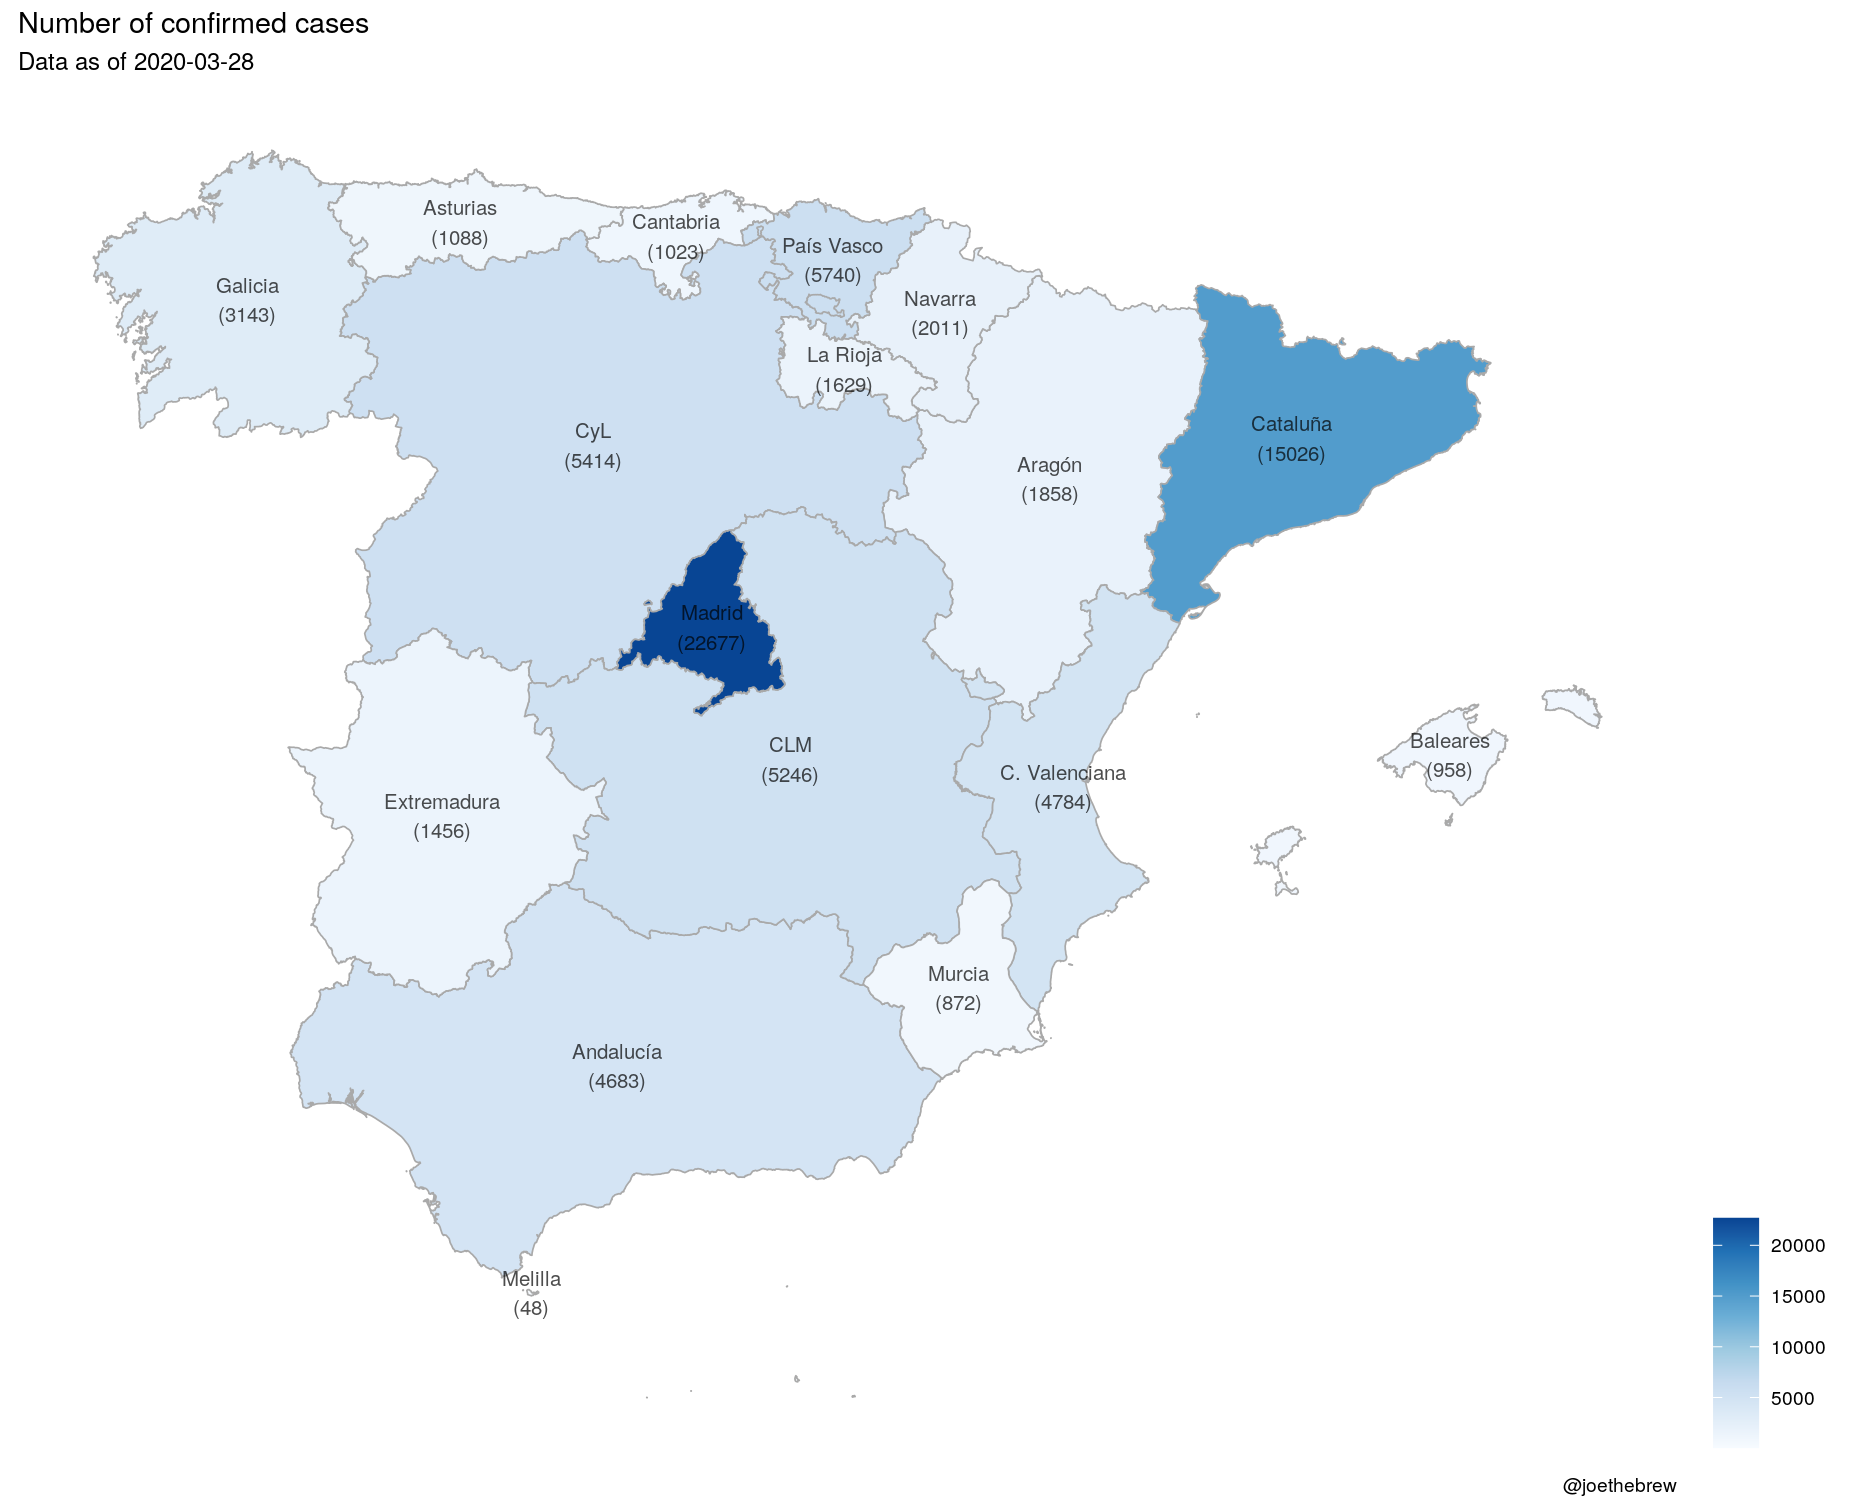 Number of confirmed cases
Data as of 2020-03-28
Asturias
(1088)
Cantabria
(1023)
País Vasco
(5740)
Galicia
(3143)
Navarra
(2011)
La Rioja
(1629)
CyL
(5414)
Aragón
(1858)
Cataluña
(15026)
Madrid
(22677)
CLM
(5246)
C. Valenciana
(4784)
Baleares
(958)
Extremadura
(1456)
Murcia
(872)
Andalucía
(4683)
Melilla
(48)
20000
15000
10000
5000
@joethebrew